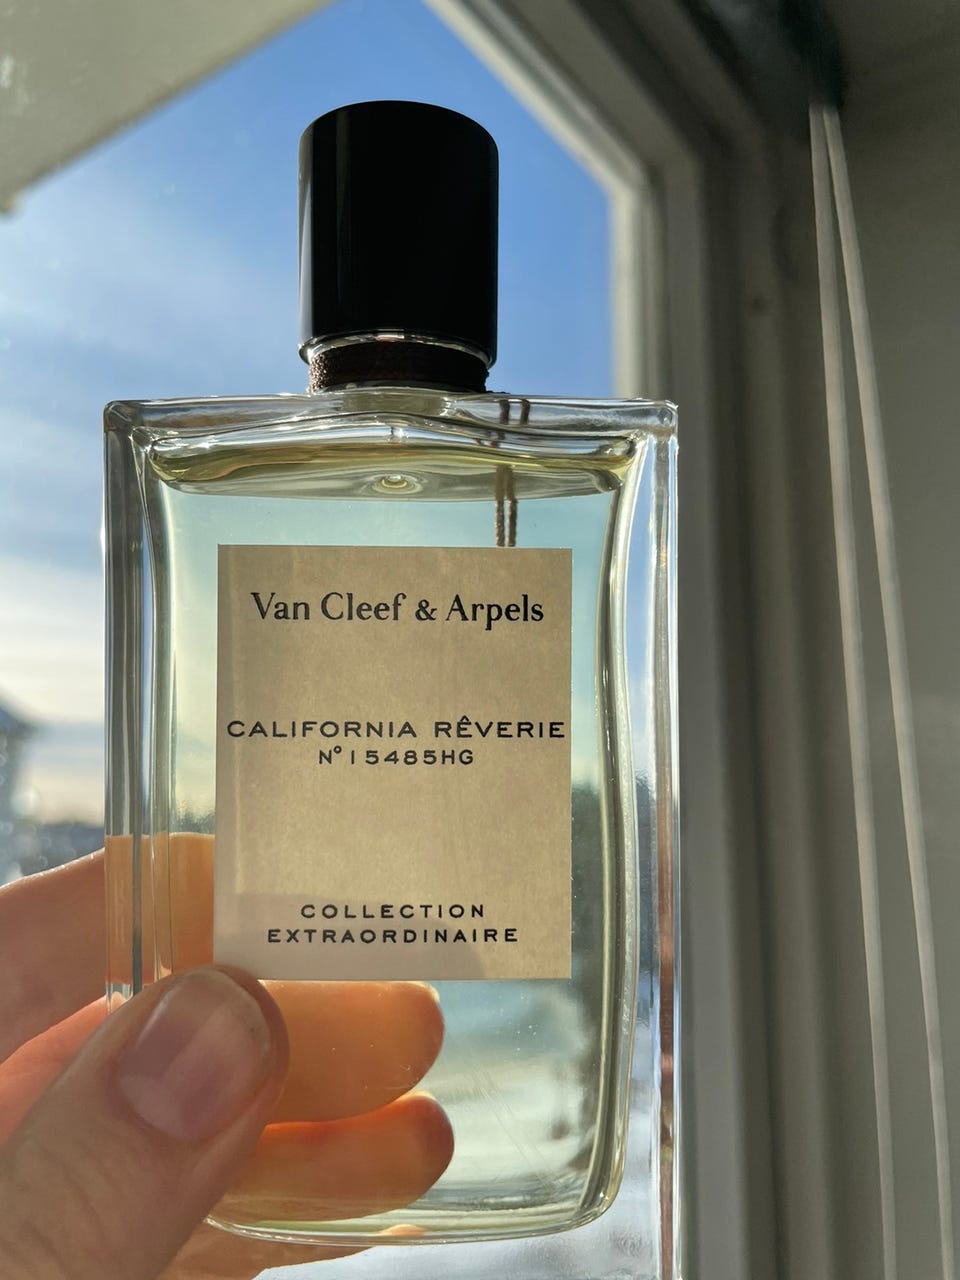 Van Cleef & Arpels
CALIFORNIA RÊVERIE
N° 15485HG
COLLECTION
EXTRAORDINAIRE